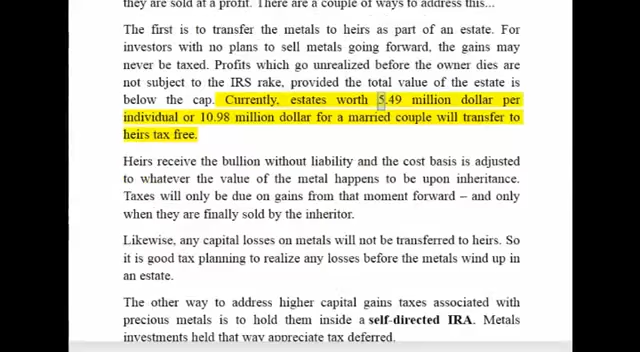 they are sold at a profit. There are a couple of ways to address this...
The first is to transfer the metals to heirs as part of an estate. For
investors with no plans to sell metals going forward, the gains may
never be taxed. Profits which go unrealized before the owner dies are
not subject to the IRS rake, provided the total value of the estate is
below the cap. Currently, estates worth 5.49 million dollar per
individual or 10.98 million dollar for a married couple will transfer to
heirs tax free.
Heirs receive the bullion without liability and the cost basis is adjusted
to whatever the value of the metal happens to be upon inheritance.
Taxes will only be due on gains from that moment forward – and only
when they are finally sold by the inheritor.
Likewise, any capital losses on metals will not be transferred to heirs. So
it is good tax planning to realize any losses before the metals wind up in
an estate.
The other way to address higher capital gains taxes associated with
precious metals is to hold them inside a self-directed IRA. Metals
investments held that way appreciate tax deferred.